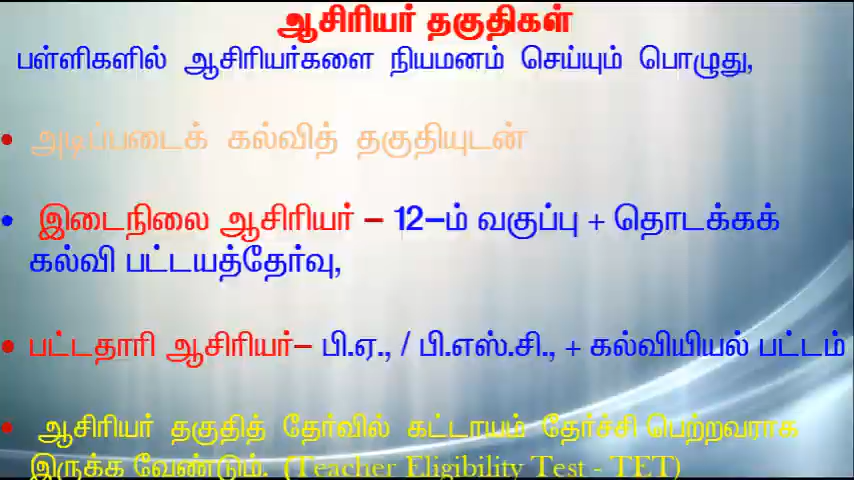 ஆசிரியர் தகுதிகள்
பள்ளிகளில் ஆசிரியர்களை நியமனம் செய்யும் பொழுது,
• அடிப்படைக் கல்வித் தகுதியுடன்
• இடைநிலை ஆசிரியர் – 12–ம் வகுப்பு + தொடக்கக்
கல்வி பட்டயத்தேர்வு,
• பட்டதாரி ஆசிரியர்– பி.ஏ., / பி.எஸ்.சி., + கல்வியியல் பட்டம்
• ஆசிரியர் தகுதித் தேர்வில் கட்டாயம் தேர்ச்சி பெற்றவராக
இருக்க வேண்டும். (Teacher Eligibility Test - TET)